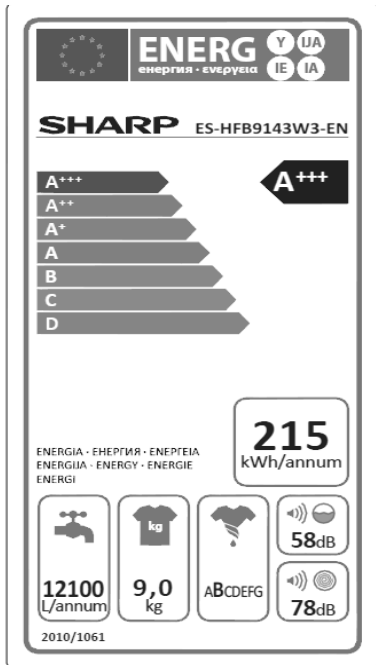 ENERG Y IJA
енергия · ενεργεια IE IA
SHARP ES-HFB9143W3-EN
A+++
A+++
A++
A+
A
B
C
D
215
kWh/annum
ENERGIA · ЕНЕРГИЯ · ΕΝΕΡΓΕΙΑ
ENERGIJA · ENERGY · ENERGIE
ENERGI
12100
L/annum
kg
9,0
kg
ABCDEFG
58dB
78dB
2010/1061